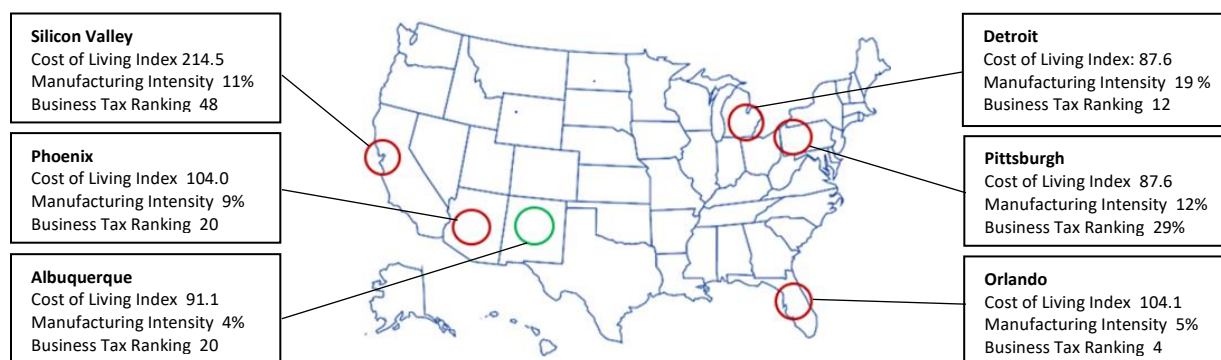 Silicon Valley
Cost of Living Index 214.5
Manufacturing Intensity 11%
Business Tax Ranking 48
Phoenix
Cost of Living Index 104.0
Manufacturing Intensity 9%
Business Tax Ranking 20
Albuquerque
Cost of Living Index 91.1
Manufacturing Intensity 4%
Business Tax Ranking 20
Detroit
Cost of Living Index: 87.6
Manufacturing Intensity 19 %
Business Tax Ranking 12
Pittsburgh
Cost of Living Index 87.6
Manufacturing Intensity 12%
Business Tax Ranking 29%
Orlando
Cost of Living Index 104.1
Manufacturing Intensity 5%
Business Tax Ranking 4